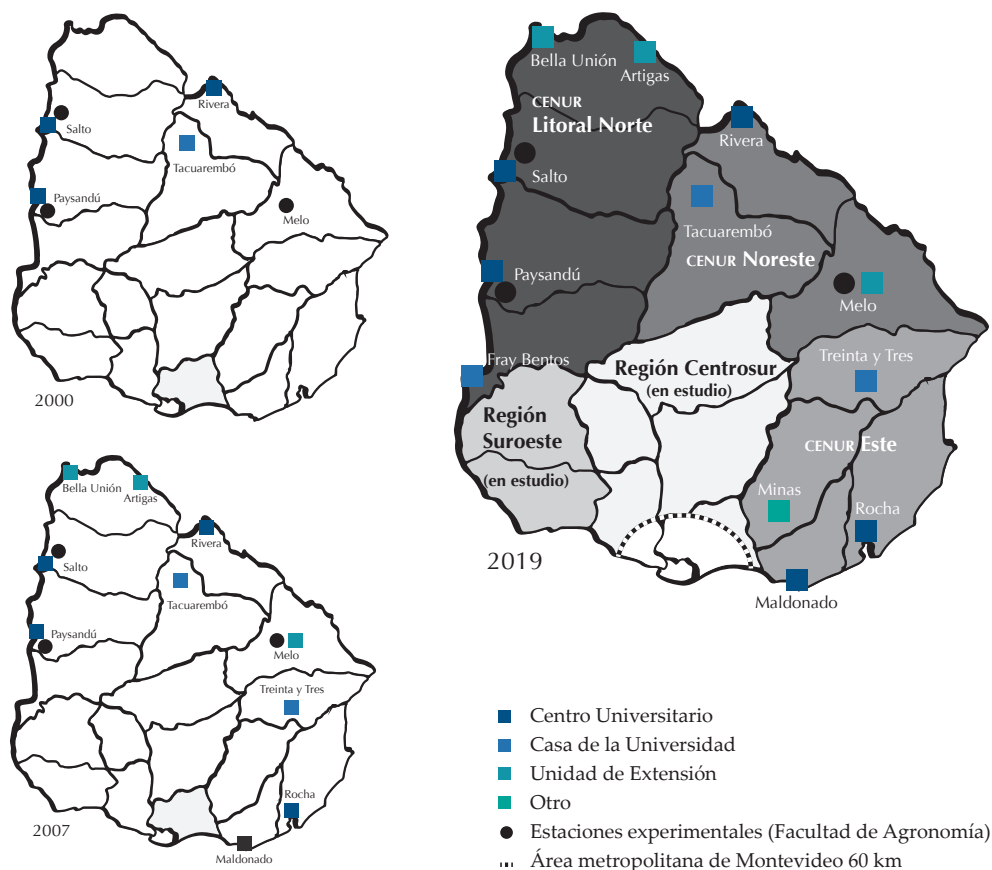 Rivera
Salto
Tacuarembó
Paysandú
Melo
2000
Bella Unión
Artigas
Rivera
Salto
Tacuarembó
Paysandú
Melo
Treinta y Tres
Rocha
2007
Maldonado
Bella Unión
Artigas
CENUR
Litoral Norte
Rivera
Salto
Tacuarembó
CENUR Noreste
Paysandú
Melo
Fray Bentos
Región Centrosur
(en estudio)
Treinta y Tres
Región
Suroeste
(en estudio)
CENUR Este
Minas
Rocha
2019
Maldonado
Centro Universitario
Casa de la Universidad
Unidad de Extensión
Otro
Estaciones experimentales (Facultad de Agronomía)
Área metropolitana de Montevideo 60 km